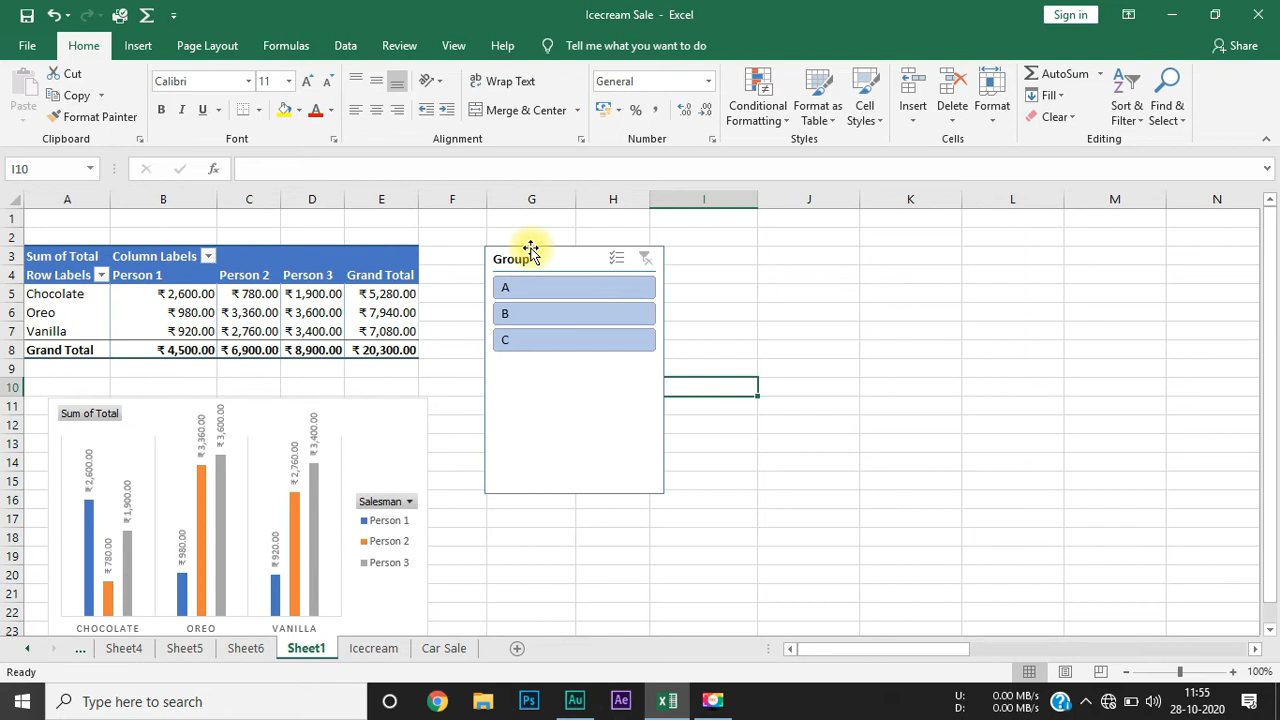 Icecream Sale - Excel
Sign in
File Home Insert Page Layout Formulas Data Review View Help Tell me what you want to do Share
Paste
Cut
Copy
Format Painter
Clipboard
Calibri 11
B I U
Font
Wrap Text
Merge & Center
Alignment
General
%
Number
Conditional Formatting
Format as Table
Cell Styles
Styles
Insert
Delete
Format
Cells
AutoSum
Fill
Clear
Sort & Filter
Find & Select
Editing
I10 fx
A B C D E F G H I J K L M N
1
2
3 Sum of Total Column Labels
4 Row Labels Person 1 Person 2 Person 3 Grand Total
5 Chocolate ₹ 2,600.00 ₹ 780.00 ₹ 1,900.00 ₹ 5,280.00
6 Oreo ₹ 980.00 ₹ 3,360.00 ₹ 3,600.00 ₹ 7,940.00
7 Vanilla ₹ 920.00 ₹ 2,760.00 ₹ 3,400.00 ₹ 7,080.00
8 Grand Total ₹ 4,500.00 ₹ 6,900.00 ₹ 8,900.00 ₹ 20,300.00
9
10
11
12
13
14
15
16
17
18
19
20
21
22
23
Group
A
B
C
Sum of Total
₹ 2,600.00
₹ 780.00
₹ 1,900.00
₹ 980.00
₹ 3,360.00
₹ 3,600.00
₹ 920.00
₹ 2,760.00
₹ 3,400.00
CHOCOLATE OREO VANILLA
Salesman
Person 1
Person 2
Person 3
... Sheet4 Sheet5 Sheet6 Sheet1 Icecream Car Sale
Ready
100%
Type here to search
Ps Au Ae
U: 0.00 MB/s
D: 0.00 MB/s
11:55
28-10-2020